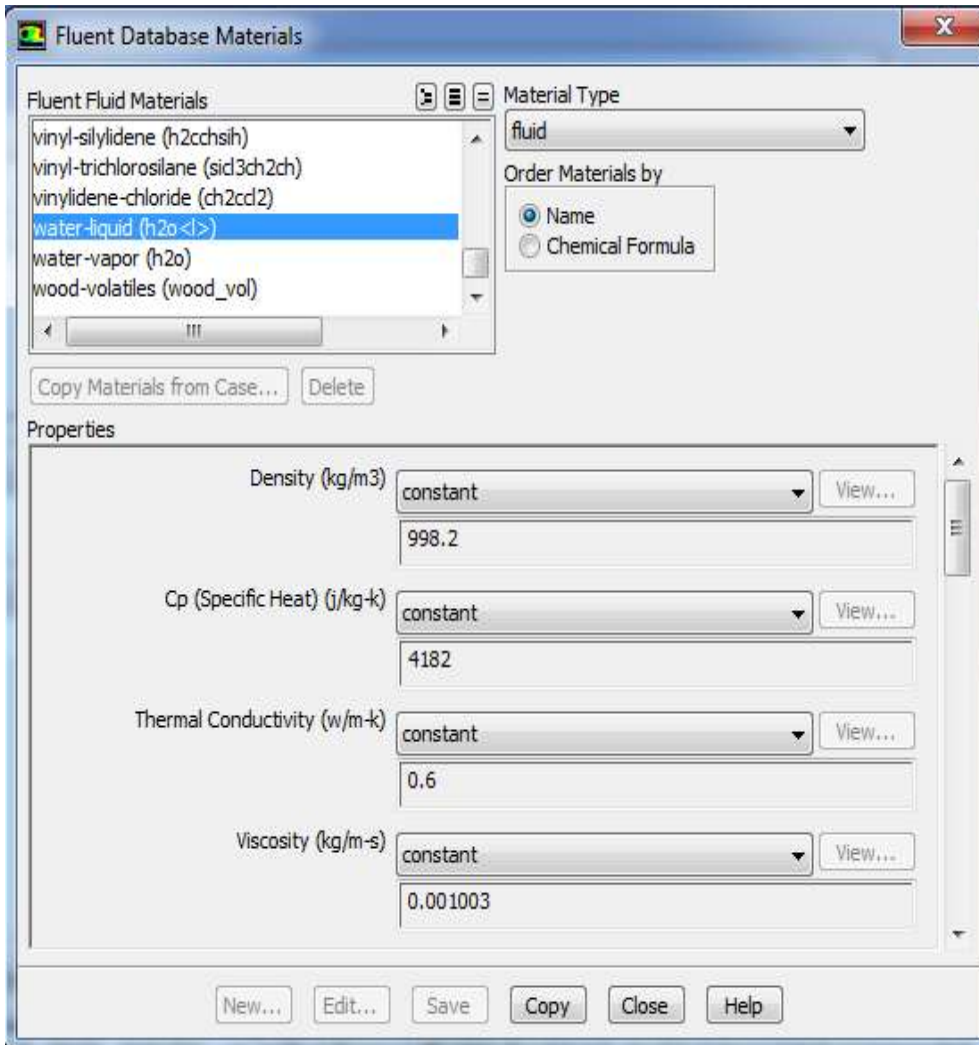 Fluent Database Materials
Fluent Fluid Materials
vinyl-silylidene (h2cchsih)
vinyl-trichlorosilane (sicl3ch2ch)
vinylidene-chloride (ch2ccl2)
water-liquid (h2o<l>)
water-vapor (h2o)
wood-volatiles (wood_vol)
Material Type
fluid
Order Materials by
Name
Chemical Formula
Copy Materials from Case... Delete
Properties
Density (kg/m3) constant View...
998.2
Cp (Specific Heat) (j/kg-k) constant View...
4182
Thermal Conductivity (w/m-k) constant View...
0.6
Viscosity (kg/m-s) constant View...
0.001003
New... Edit... Save Copy Close Help